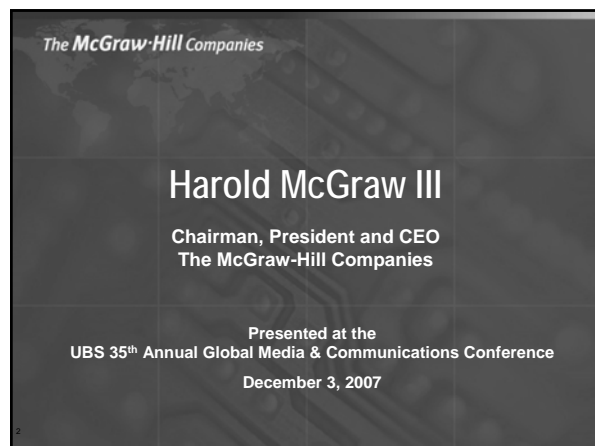 The McGraw·Hill Companies
Harold McGraw III
Chairman, President and CEO
The McGraw-Hill Companies
Presented at the
UBS 35th Annual Global Media & Communications Conference
December 3, 2007
2